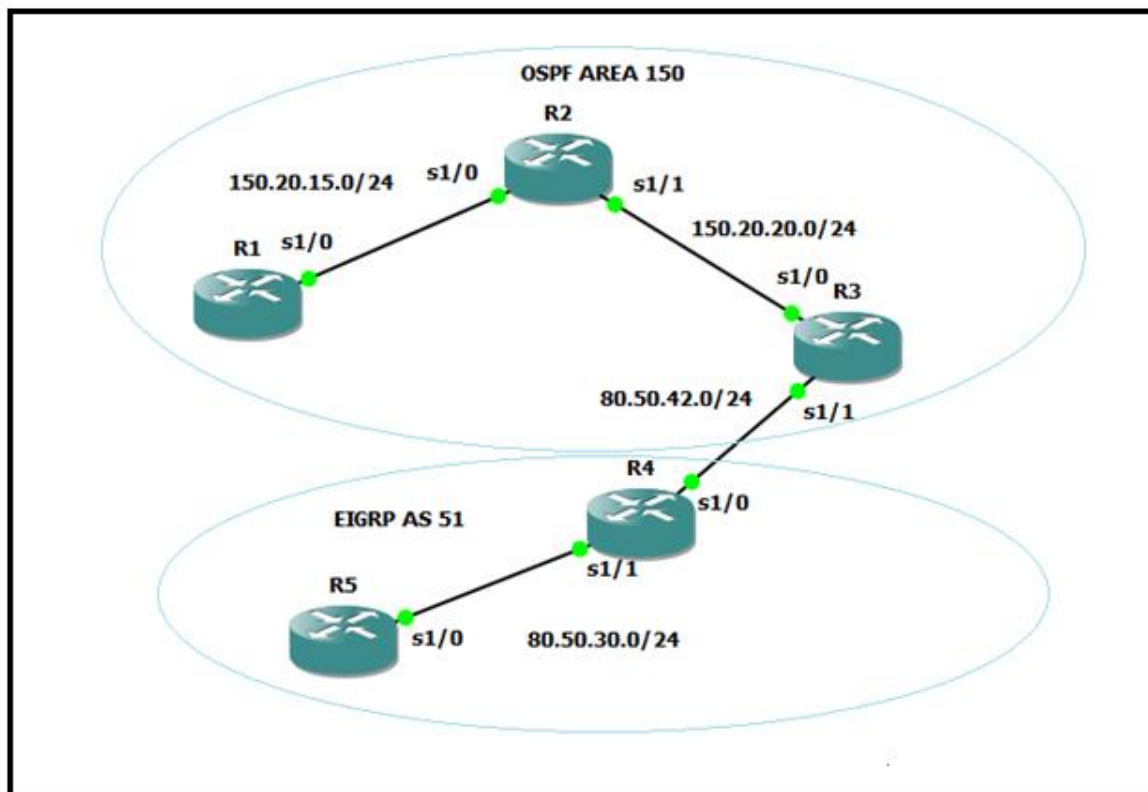 OSPF AREA 150
R2
s1/0
s1/1
150.20.15.0/24
150.20.20.0/24
R1
s1/0
s1/0
R3
80.50.42.0/24
s1/1
R4
s1/0
EIGRP AS 51
s1/1
R5
s1/0
80.50.30.0/24